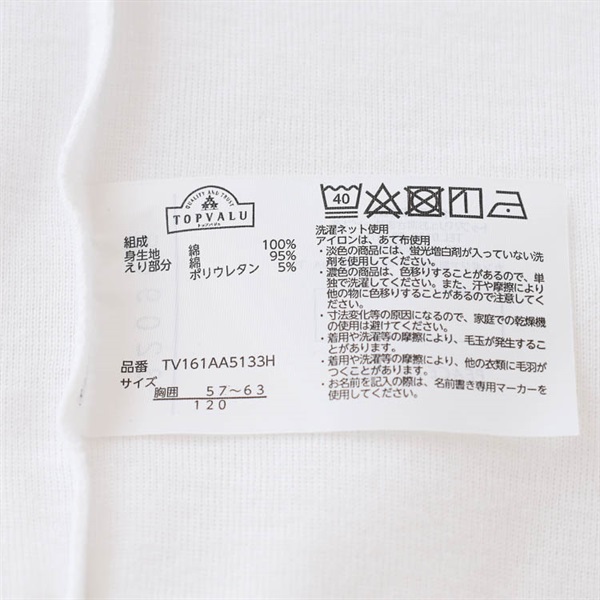 QUALITY AND TRUST
TOPVALU
トップバリュ
組成
身生地 綿 100%
えり部分 綿 95%
ポリウレタン 5%
品番 TV161AA5133H
サイズ
胸囲 57～63
120
40
洗濯ネット使用
アイロンは、あて布使用
・淡色の商品には、蛍光増白剤が入っていない洗
剤を使用してください。
・濃色の商品は、色移りすることがあるので、単
独で洗濯してください。また、汗や摩擦により
他の物に色移りすることがあるので注意してく
ださい。
・寸法変化等の原因になるので、家庭での乾燥機
の使用は避けてください。
・着用や洗濯等の摩擦により、毛玉が発生するこ
とがあります。
・着用や洗濯等の摩擦により、他の衣類に毛羽が
つくことがあります。
・お名前を記入の際は、名前書き専用マーカーを
使用してください。